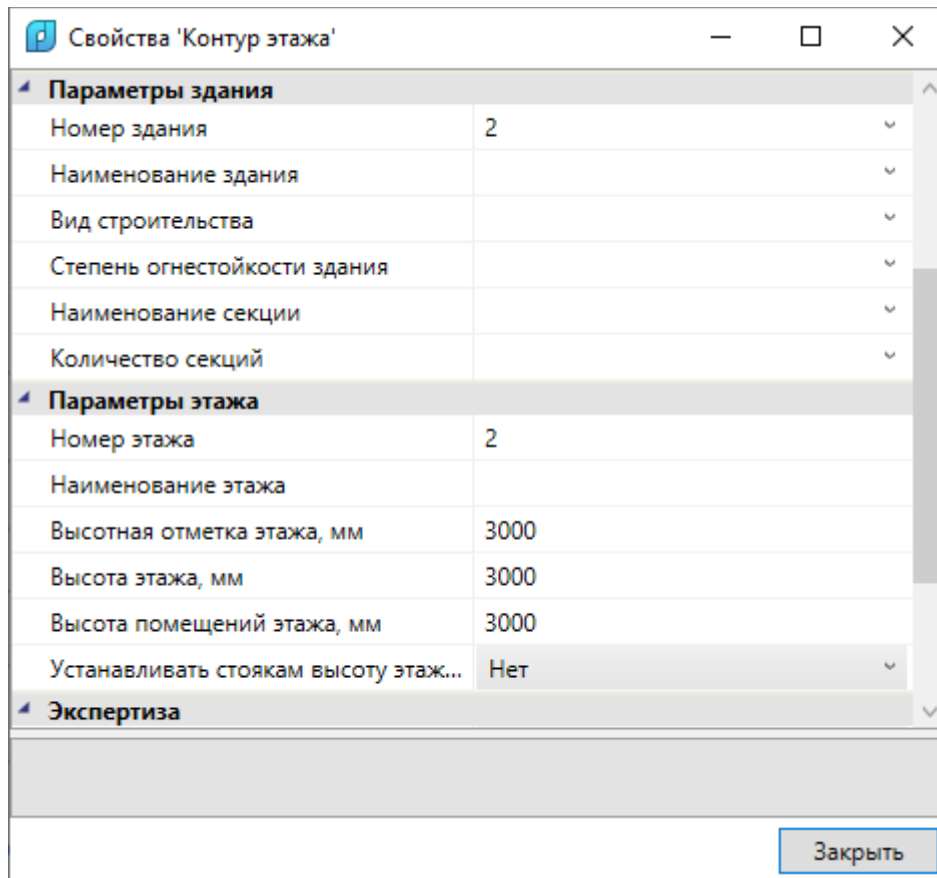 Свойства 'Контур этажа'
Параметры здания
Номер здания 2
Наименование здания
Вид строительства
Степень огнестойкости здания
Наименование секции
Количество секций
Параметры этажа
Номер этажа 2
Наименование этажа
Высотная отметка этажа, мм 3000
Высота этажа, мм 3000
Высота помещений этажа, мм 3000
Устанавливать стоякам высоту этаж... Нет
Экспертиза
Закрыть